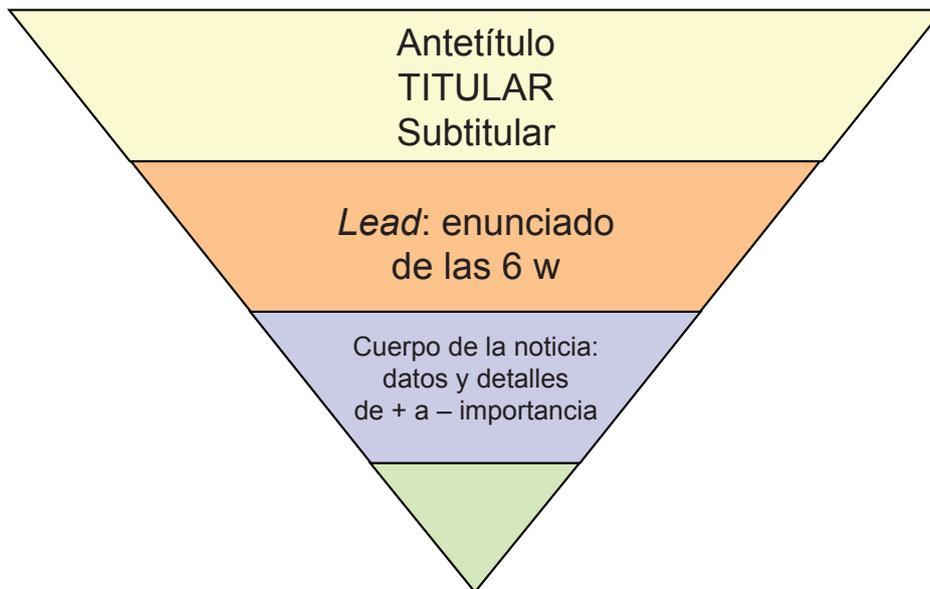 Antetítulo
TITULAR
Subtitular
Lead: enunciado
de las 6 w
Cuerpo de la noticia:
datos y detalles
de + a – importancia